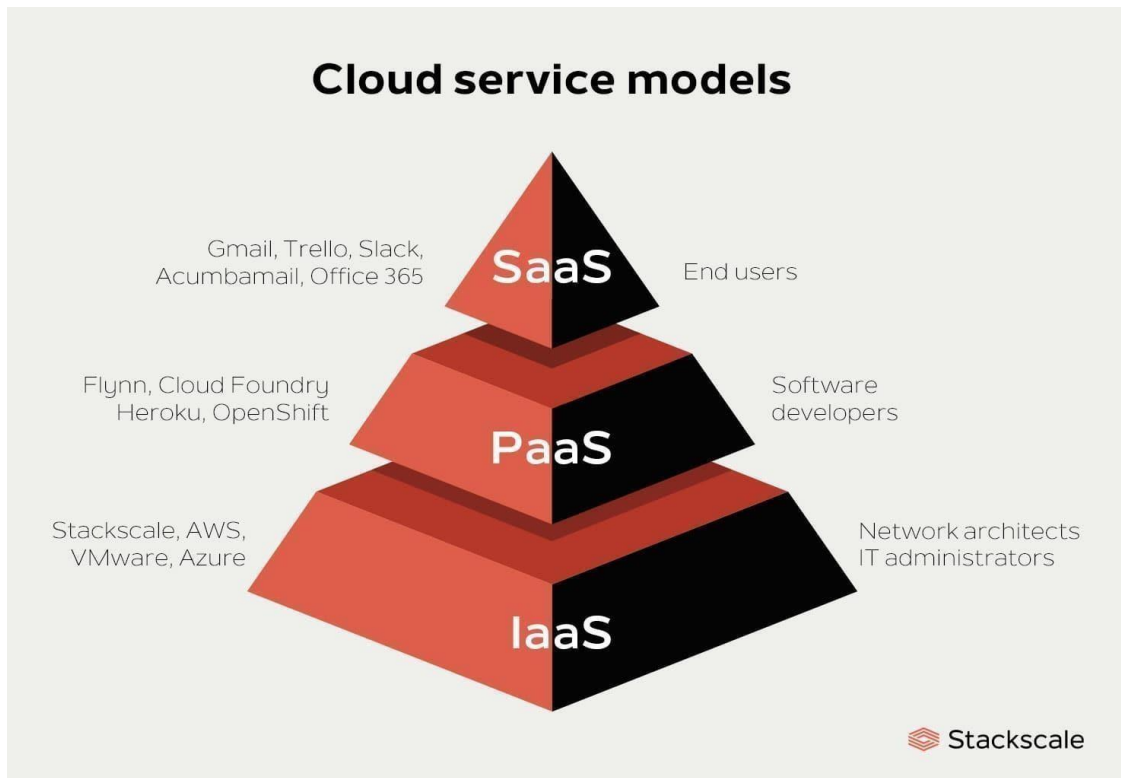 Cloud service models
Gmail, Trello, Slack,
Acumbamail, Office 365
SaaS
End users
Flynn, Cloud Foundry
Heroku, OpenShift
PaaS
Software
developers
Stackscale, AWS,
VMware, Azure
IaaS
Network architects
IT administrators
Stackscale